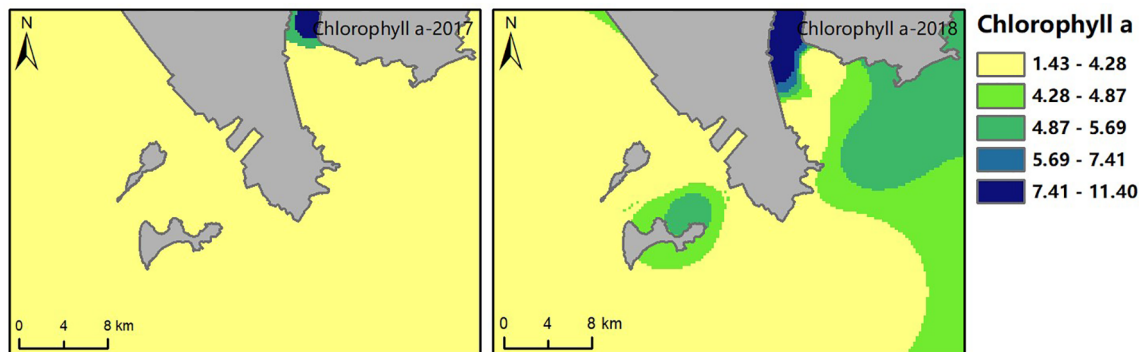 N
Chlorophyll a-2017
0 4 8 km
N
Chlorophyll a-2018
0 4 8 km
Chlorophyll a
1.43 - 4.28
4.28 - 4.87
4.87 - 5.69
5.69 - 7.41
7.41 - 11.40